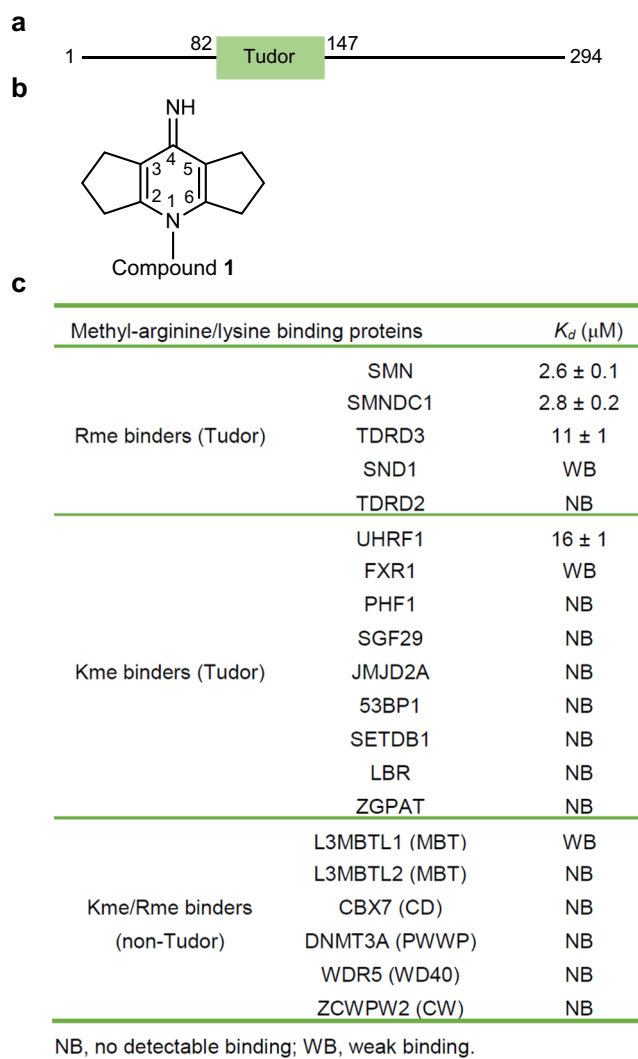 a
1 82 Tudor 147 294
b
NH
4
3 5
2 1 6
N
Compound 1
c
Methyl-arginine/lysine binding proteins Kd (μM)
SMN 2.6 ± 0.1
SMNDC1 2.8 ± 0.2
Rme binders (Tudor) TDRD3 11 ± 1
SND1 WB
TDRD2 NB
UHRF1 16 ± 1
FXR1 WB
PHF1 NB
SGF29 NB
Kme binders (Tudor) JMJD2A NB
53BP1 NB
SETDB1 NB
LBR NB
ZGPAT NB
L3MBTL1 (MBT) WB
L3MBTL2 (MBT) NB
Kme/Rme binders CBX7 (CD) NB
(non-Tudor) DNMT3A (PWWP) NB
WDR5 (WD40) NB
ZCWPW2 (CW) NB
NB, no detectable binding; WB, weak binding.